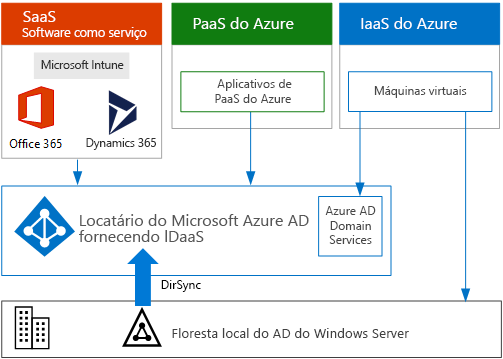 SaaS
Software como serviço
Microsoft Intune
Office 365
Dynamics 365
PaaS do Azure
Aplicativos de
PaaS do Azure
IaaS do Azure
Máquinas virtuais
Locatário do Microsoft Azure AD
fornecendo IDaaS
Azure AD
Domain
Services
DirSync
Floresta local do AD do Windows Server